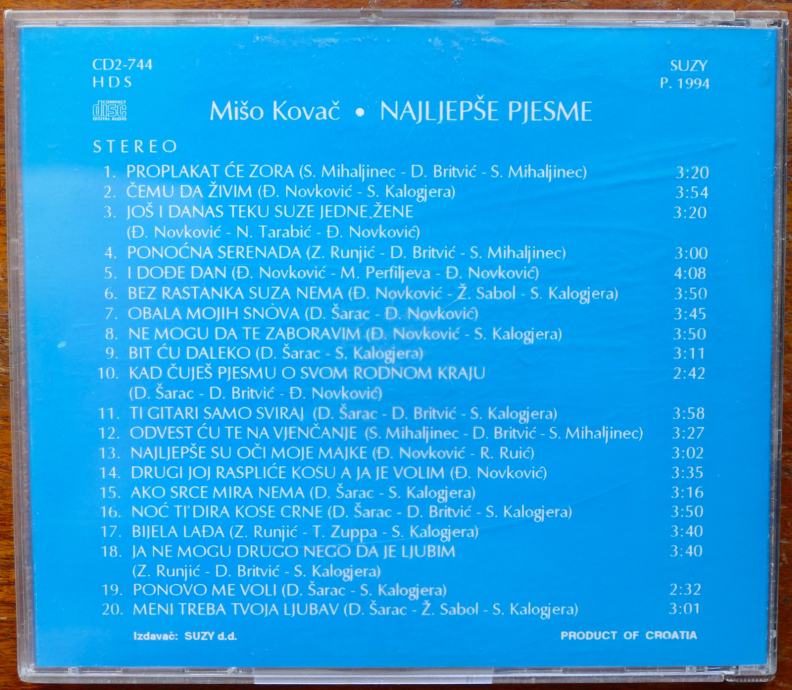 CD2-744
SUZY
HDS
P. 1994
COMPACT
disc
DIGITAL AUDIO
Mišo Kovač • NAJLJEPŠE PJESME
STEREO
1. PROPLAKAT ĆE ZORA (S. Mihaljinec - D. Britvić - S. Mihaljinec) 3:20
2. ČEMU DA ŽIVIM (Đ. Novković - S. Kalogjera) 3:54
3. JOŠ I DANAS TEKU SUZE JEDNE ŽENE 3:20
(Đ. Novković - N. Tarabić - Đ. Novković)
4. PONOĆNA SERENADA (Z. Runjić - D. Britvić - S. Mihaljinec) 3:00
5. I DOĐE DAN (Đ. Novković - M. Perfiljeva - Đ. Novković) 4:08
6. BEZ RASTANKA SUZA NEMA (Đ. Novković - Ž. Sabol - S. Kalogjera) 3:50
7. OBALA MOJIH SNOVA (D. Šarac - Đ. Novković) 3:45
8. NE MOGU DA TE ZABORAVIM (Đ. Novković - S. Kalogjera) 3:50
9. BIT ĆU DALEKO (D. Šarac - S. Kalogjera) 3:11
10. KAD ČUJEŠ PJESMU O SVOM RODNOM KRAJU 2:42
(D. Šarac - D. Britvić - Đ. Novković)
11. TI GITARI SAMO SVIRAJ (D. Šarac - D. Britvić - S. Kalogjera) 3:58
12. ODVEST ĆU TE NA VJENČANJE (S. Mihaljinec - D. Britvić - S. Mihaljinec) 3:27
13. NAJLJEPŠE SU OČI MOJE MAJKE (Đ. Novković - R. Ruić) 3:02
14. DRUGI JOJ RASPLIĆE KOSU A JA JE VOLIM (Đ. Novković) 3:35
15. AKO SRCE MIRA NEMA (D. Šarac - S. Kalogjera) 3:16
16. NOĆ TI DIRA KOSE CRNE (D. Šarac - D. Britvić - S. Kalogjera) 3:50
17. BIJELA LAĐA (Z. Runjić - T. Zuppa - S. Kalogjera) 3:40
18. JA NE MOGU DRUGO NEGO DA JE LJUBIM 3:40
(Z. Runjić - D. Britvić - S. Kalogjera)
19. PONOVO ME VOLI (D. Šarac - S. Kalogjera) 2:32
20. MENI TREBA TVOJA LJUBAV (D. Šarac - Ž. Sabol - S. Kalogjera) 3:01
Izdavač: SUZY d.d.
PRODUCT OF CROATIA